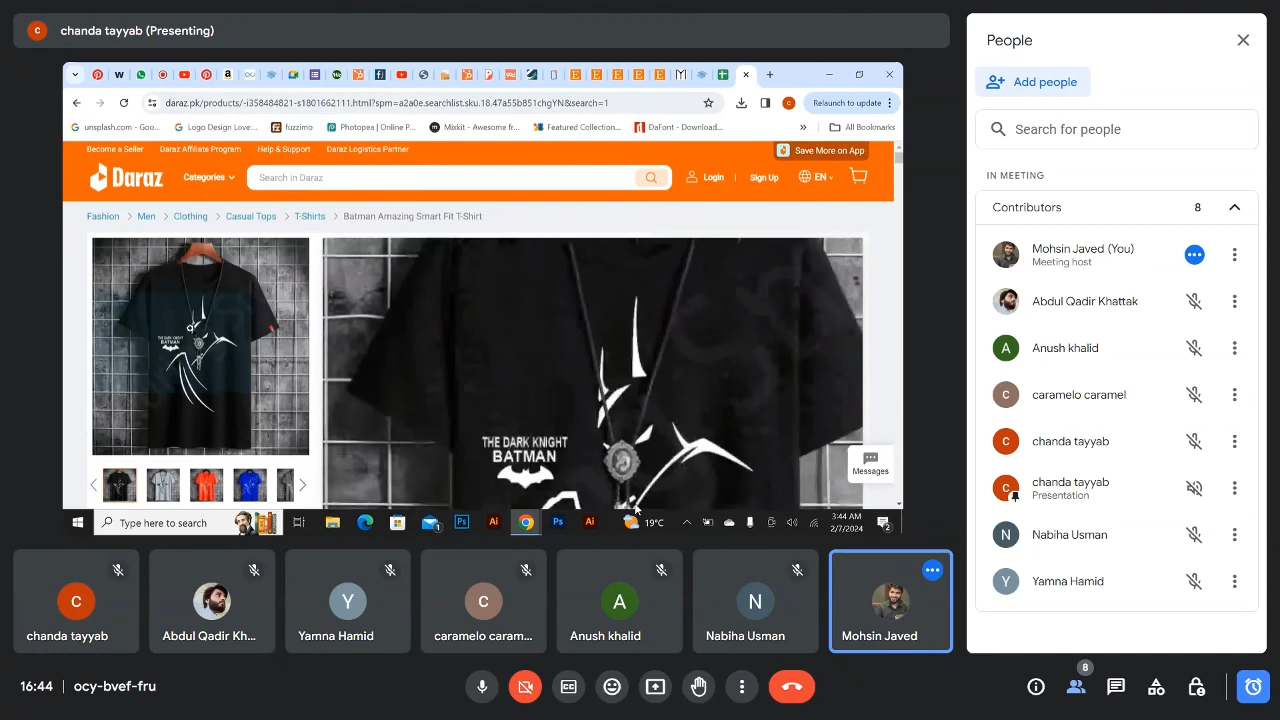 chanda tayyab (Presenting)
daraz.pk/products/-i358484821-s1801662111.html?spm=a2a0e.searchlist.sku.18.47a55b851chgYN&search=1
Relaunch to update
unsplash.com - Goo...
Logo Design Love:...
fuzzimo
Photopea | Online P...
Mixkit - Awesome fr...
Featured Collection...
DaFont - Download...
All Bookmarks
Become a Seller
Daraz Affiliate Program
Help & Support
Daraz Logistics Partner
Save More on App
Daraz
Categories
Search in Daraz
Login
Sign Up
EN
Fashion
Men
Clothing
Casual Tops
T-Shirts
Batman Amazing Smart Fit T-Shirt
THE DARK KNIGHT
BATMAN
THE DARK KNIGHT
BATMAN
Messages
Type here to search
19°C
3:44 AM
2/7/2024
chanda tayyab
Abdul Qadir Kh...
Yamna Hamid
caramelo caram...
Anush khalid
Nabiha Usman
Mohsin Javed
16:44 | ocy-bvef-fru
8
People
Add people
Search for people
IN MEETING
Contributors 8
Mohsin Javed (You)
Meeting host
Abdul Qadir Khattak
Anush khalid
caramelo caramel
chanda tayyab
chanda tayyab
Presentation
Nabiha Usman
Yamna Hamid